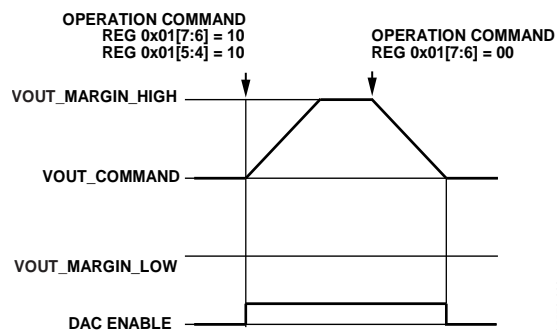 OPERATION COMMAND
REG 0x01[7:6] = 10
REG 0x01[5:4] = 10
OPERATION COMMAND
REG 0x01[7:6] = 00
VOUT_MARGIN_HIGH
VOUT_COMMAND
VOUT_MARGIN_LOW
DAC ENABLE